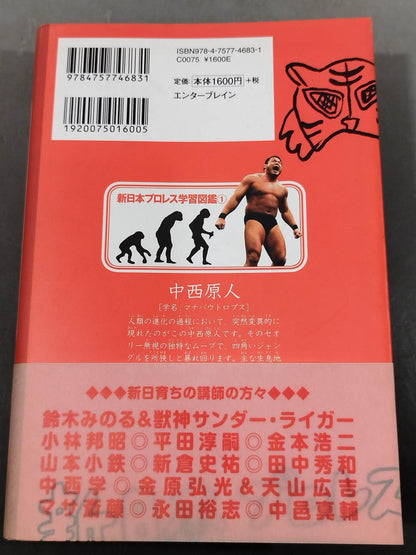 ISBN978-4-7577-4683-1
C0075 ¥1600E
定価:本体1600円+税
エンターブレイン
9784757746831
1920075016005
新日本プロレス学習図鑑①
中西原人
[学名:マナバウトロプス]
人類の進化の過程において、突然変異的に
現れたのがこの中西原人です。そのセオ
リー無視の独特なムーブで、四角いジャン
グルを所狭しと暴れ回ります。主な生息地
◆◆◆新日育ちの講師の方々◆◆◆
鈴木みのる&獣神サンダー・ライガー
小林邦昭◎平田淳嗣◎金本浩二
山本小鉄◎新倉史祐◎田中秀和
中西学◎金原弘光&天山広吉
マサ斎藤◎永田裕志◎中邑真輔